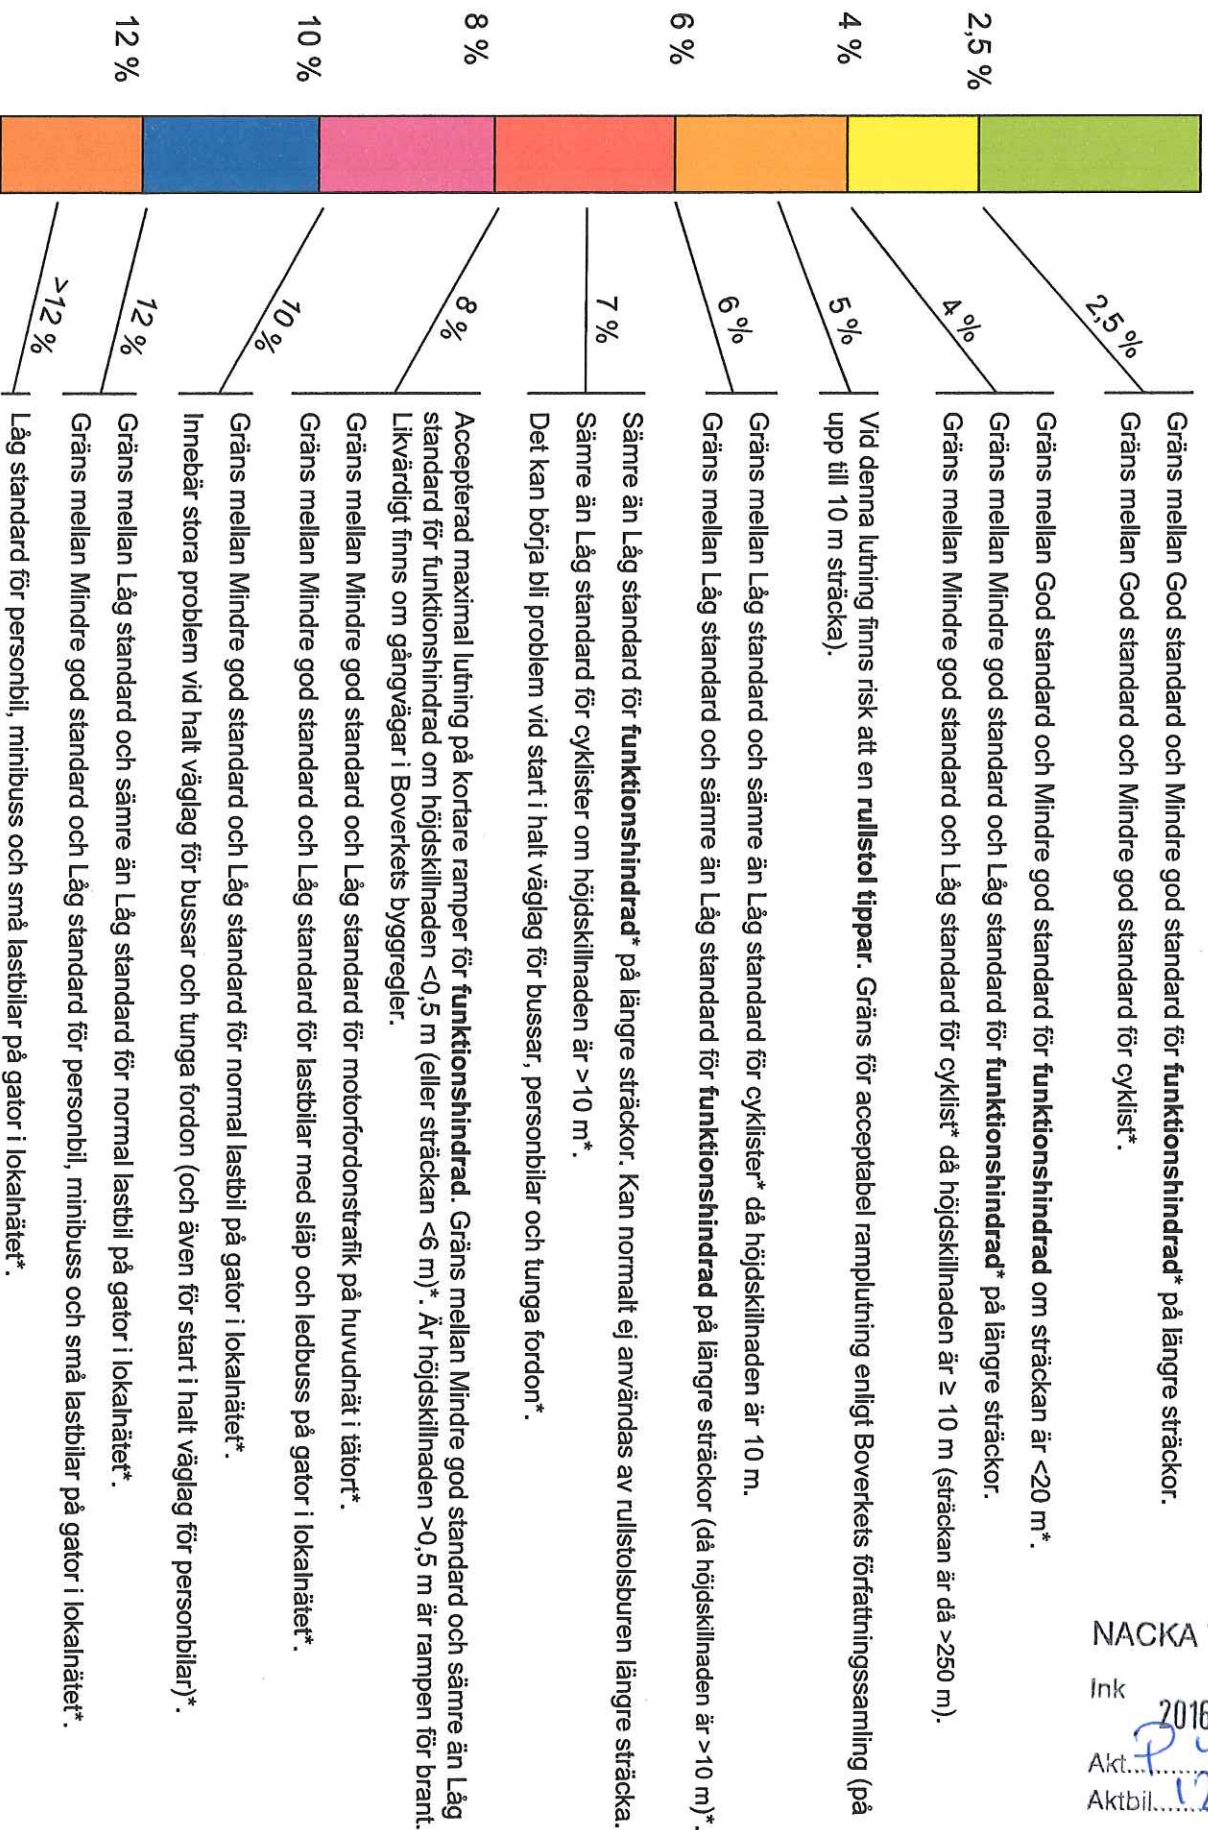 2,5 %
4 %
6 %
8 %
10 %
12 %
2,5 %
Gräns mellan God standard och Mindre god standard för funktionshindrad* på längre sträckor.
Gräns mellan God standard och Mindre god standard för cyklist*.
4 %
Gräns mellan God standard och Mindre god standard för funktionshindrad om sträckan är <20 m*.
Gräns mellan Mindre god standard och Låg standard för funktionshindrad* på längre sträckor.
Gräns mellan Mindre god standard och Låg standard för cyklist* då höjdskillnaden är ≥ 10 m (sträckan är då >250 m).
5 %
Vid denna lutning finns risk att en rullstol tippar. Gräns för acceptabel ramplutning enligt Boverkets författningssamling (på
upp till 10 m sträcka).
6 %
Gräns mellan Låg standard och sämre än Låg standard för cyklister* då höjdskillnaden är 10 m.
Gräns mellan Låg standard och sämre än Låg standard för funktionshindrad på längre sträckor (då höjdskillnaden är >10 m)*.
7 %
Sämre än Låg standard för funktionshindrad* på längre sträckor. Kan normalt ej användas av rullstolsburen längre sträcka.
Sämre än Låg standard för cyklister om höjdskillnaden är >10 m*.
Det kan börja bli problem vid start i halt väglag för bussar, personbilar och tunga fordon*.
8 %
Accepterad maximal lutning på kortare ramper för funktionshindrad. Gräns mellan Mindre god standard och sämre än Låg
standard för funktionshindrad om höjdskillnaden <0,5 m (eller sträckan <6 m)*. Är höjdskillnaden >0,5 m är rampen för brant.
Likvärdigt finns om gångvägar i Boverkets byggregler.
Gräns mellan Mindre god standard och Låg standard för motorfordonstrafik på huvudnät i tätort*.
Gräns mellan Mindre god standard och Låg standard för lastbilar med släp och ledbuss på gator i lokalnätet*.
10 %
Gräns mellan Mindre god standard och Låg standard för normal lastbil på gator i lokalnätet*.
Innebär stora problem vid halt väglag för bussar och tunga fordon (och även för start i halt väglag för personbilar)*.
12 %
Gräns mellan Låg standard och sämre än Låg standard för normal lastbil på gator i lokalnätet*.
Gräns mellan Mindre god standard och Låg standard för personbil, minibuss och små lastbilar på gator i lokalnätet*.
>12 %
Låg standard för personbil, minibuss och små lastbilar på gator i lokalnätet*.
NACKA
Ink
2016
Akt...P
Aktbil...12